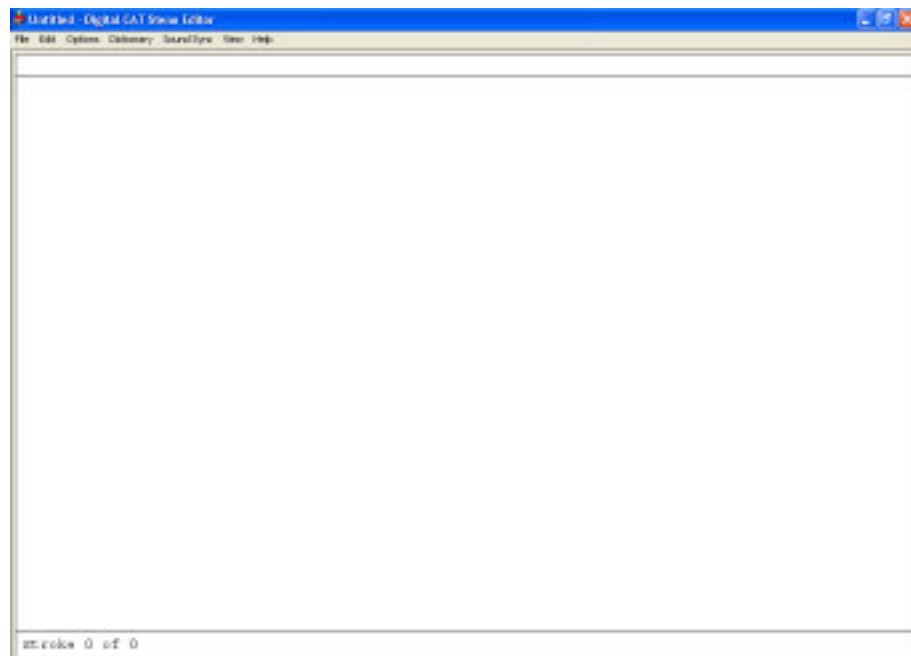 Untitled - Digital CAT Steno Editor
File Edit Options Dictionary SoundSync View Help
stroke 0 of 0